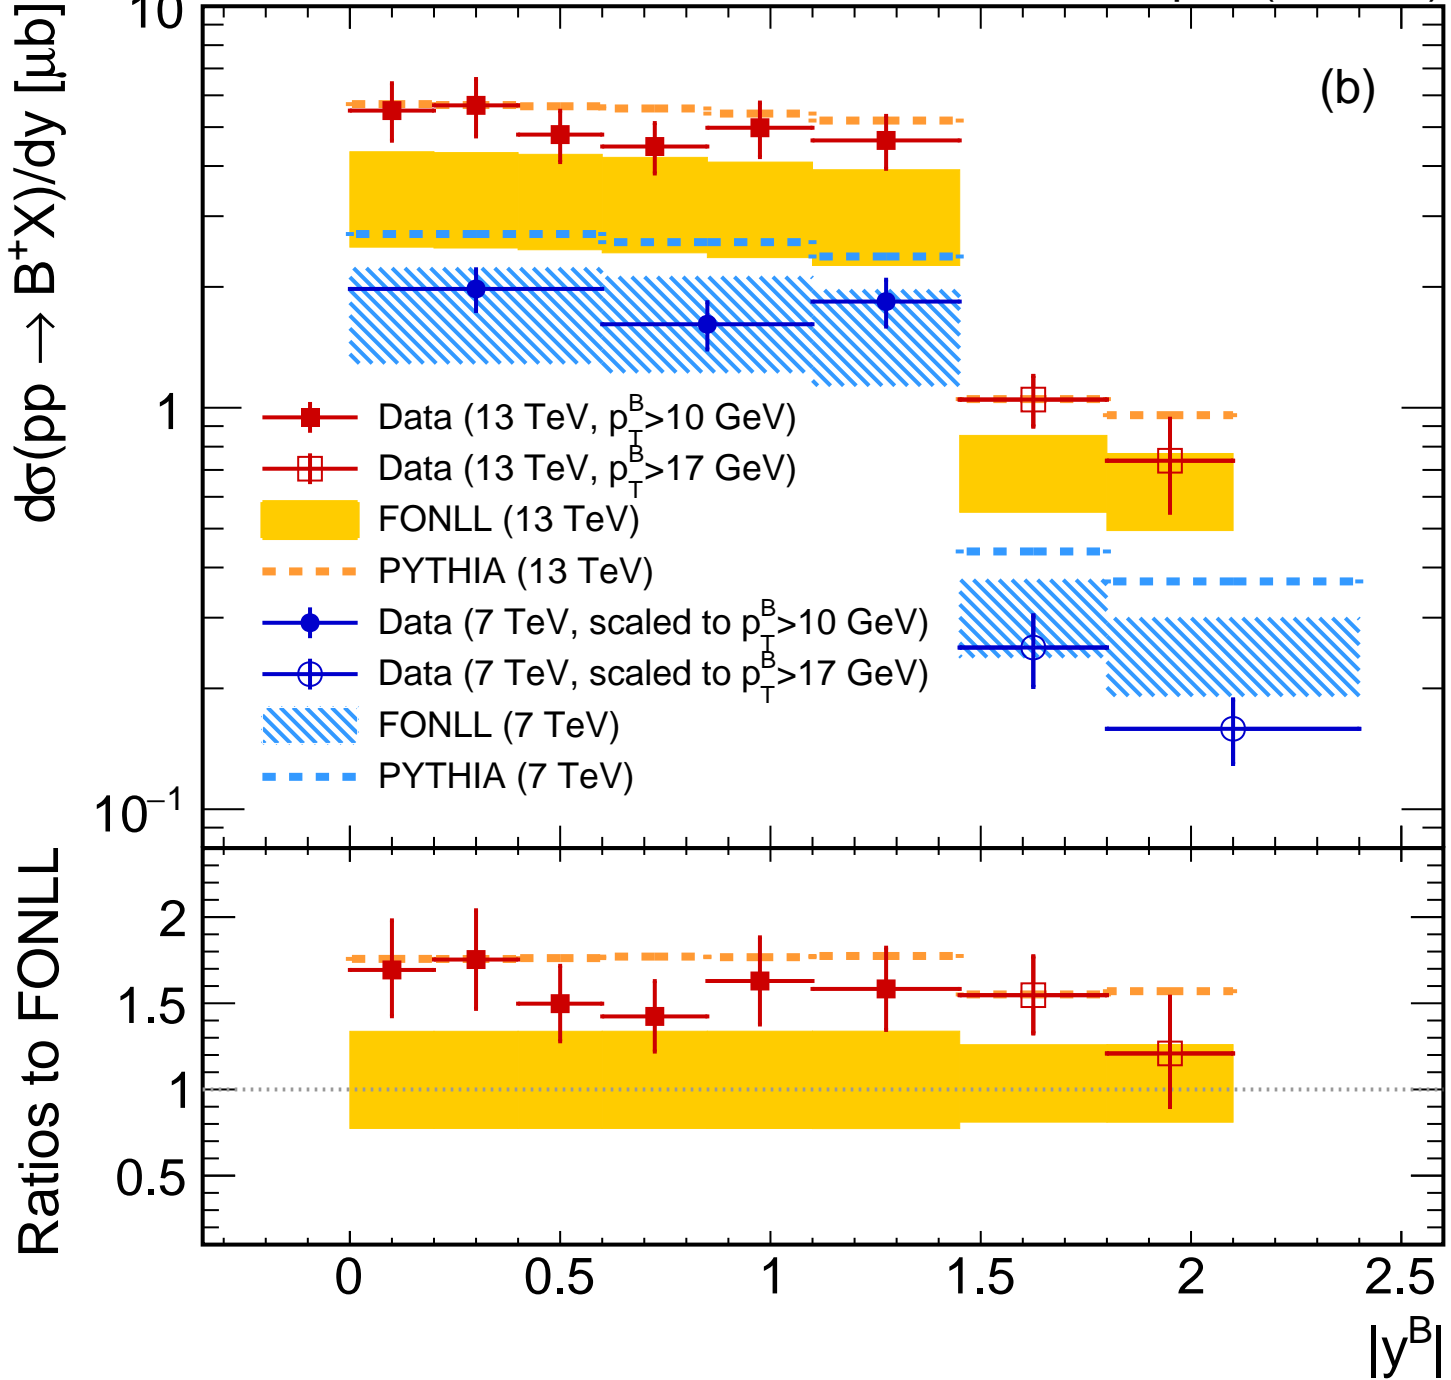 10
dσ(pp → B⁺X)/dy [μb]
(b)
1
Data (13 TeV, p_T^B>10 GeV)
Data (13 TeV, p_T^B>17 GeV)
FONLL (13 TeV)
PYTHIA (13 TeV)
Data (7 TeV, scaled to p_T^B>10 GeV)
Data (7 TeV, scaled to p_T^B>17 GeV)
FONLL (7 TeV)
PYTHIA (7 TeV)
10⁻¹
Ratios to FONLL
2
1.5
1
0.5
0 0.5 1 1.5 2 2.5
|y^B|